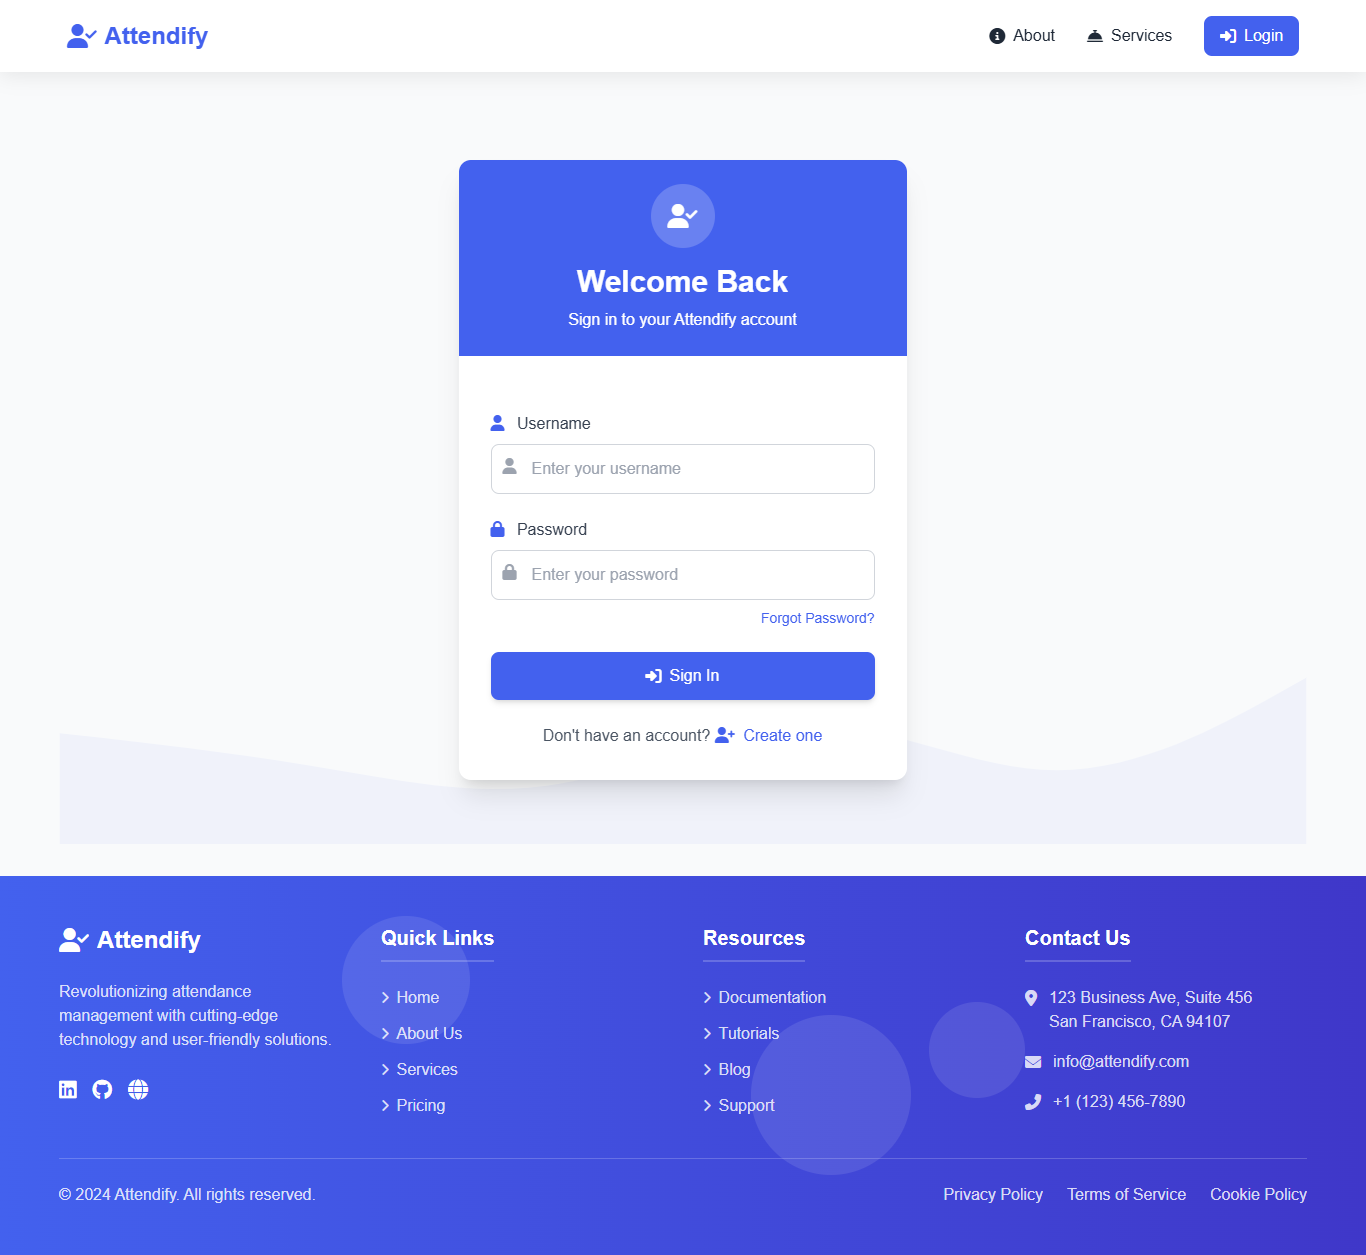 Attendify
About
Services
Login
Welcome Back
Sign in to your Attendify account
Username
Enter your username
Password
Enter your password
Forgot Password?
Sign In
Don't have an account? Create one
Attendify
Revolutionizing attendance
management with cutting-edge
technology and user-friendly solutions.
Quick Links
Home
About Us
Services
Pricing
Resources
Documentation
Tutorials
Blog
Support
Contact Us
123 Business Ave, Suite 456
San Francisco, CA 94107
info@attendify.com
+1 (123) 456-7890
© 2024 Attendify. All rights reserved.
Privacy Policy
Terms of Service
Cookie Policy